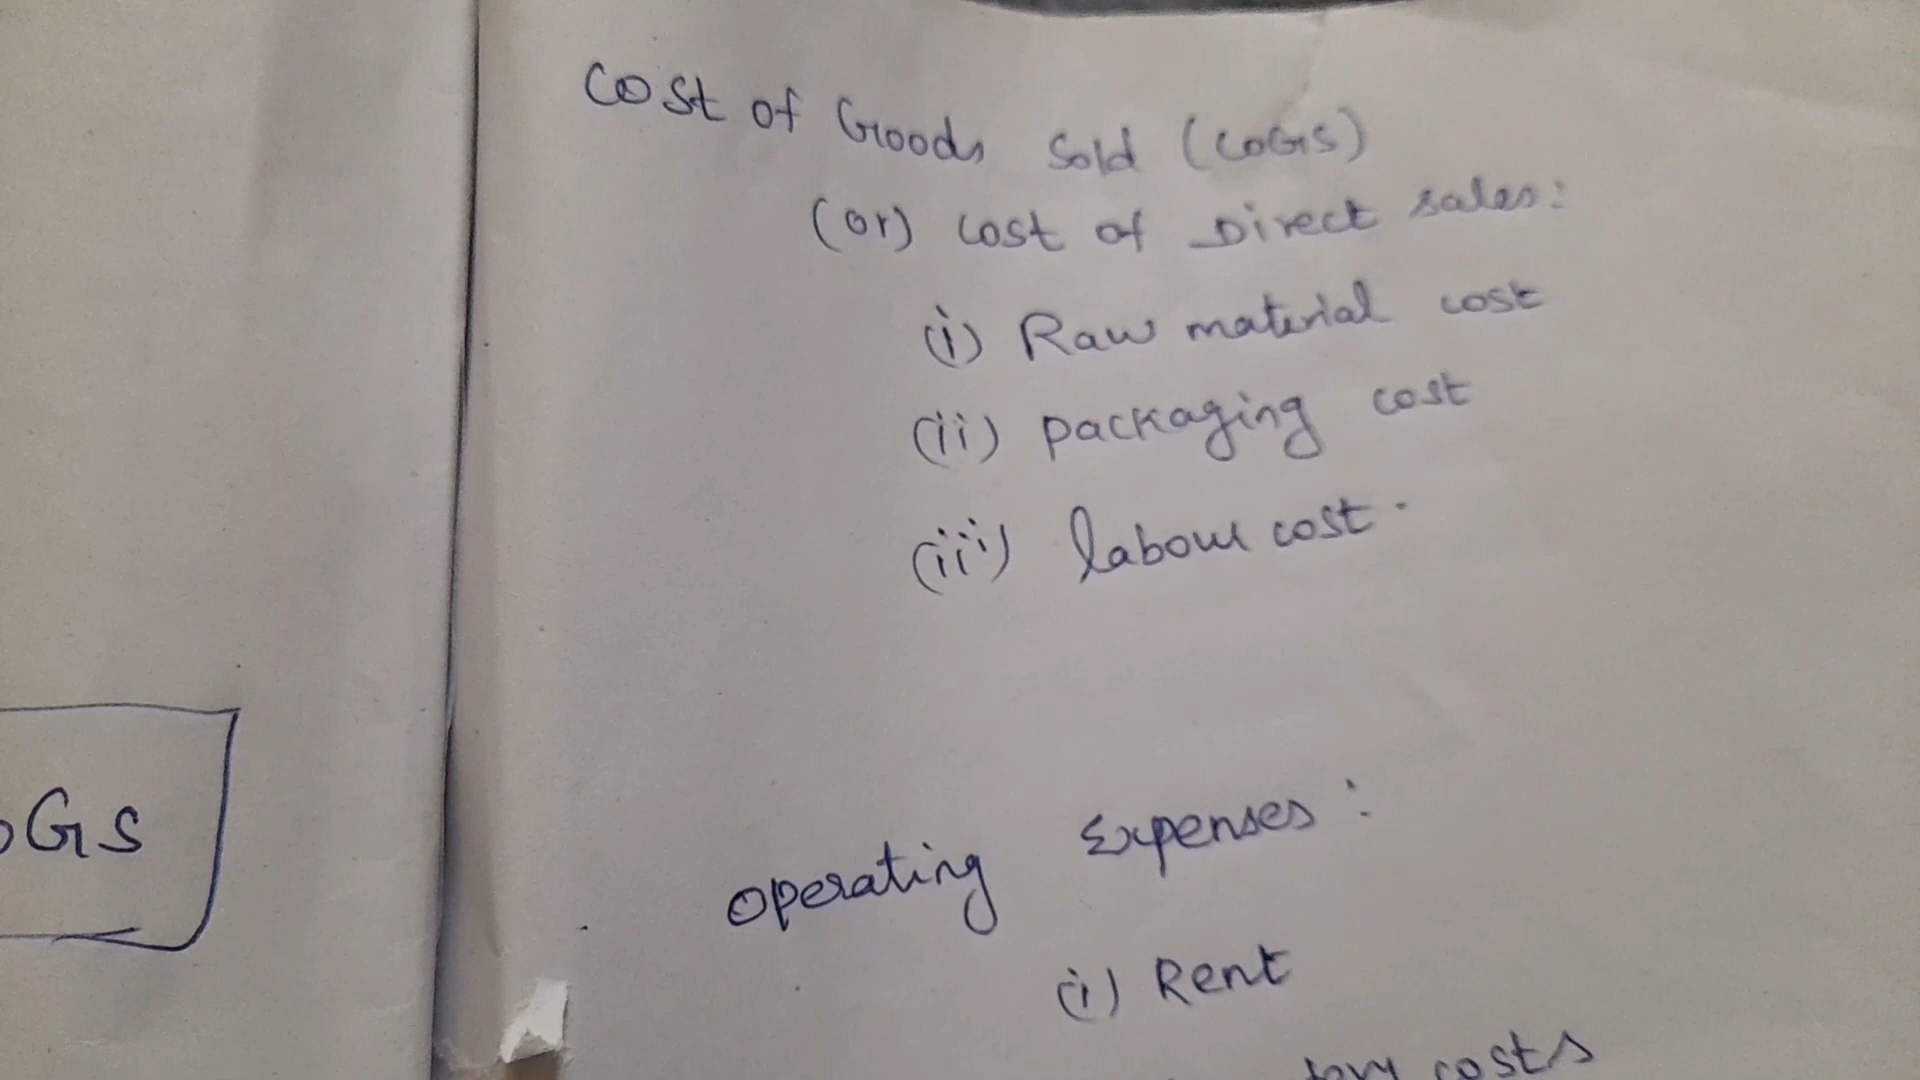 Cost of Goods Sold (COGS)
(or) Cost of Direct sales:
(i) Raw material cost
(ii) packaging cost
(iii) labour cost.
operating Expenses:
(i) Rent
costs
GS